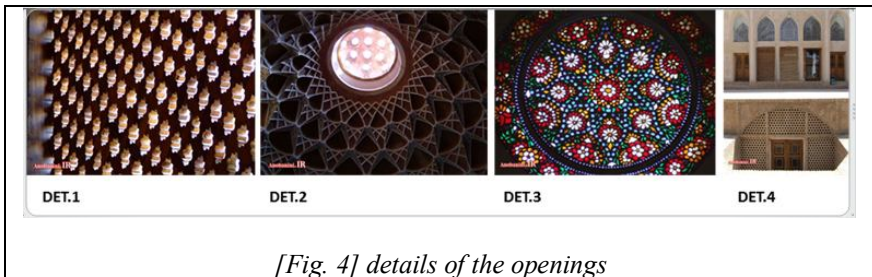 DET.1
DET.2
DET.3
DET.4
[Fig. 4] details of the openings